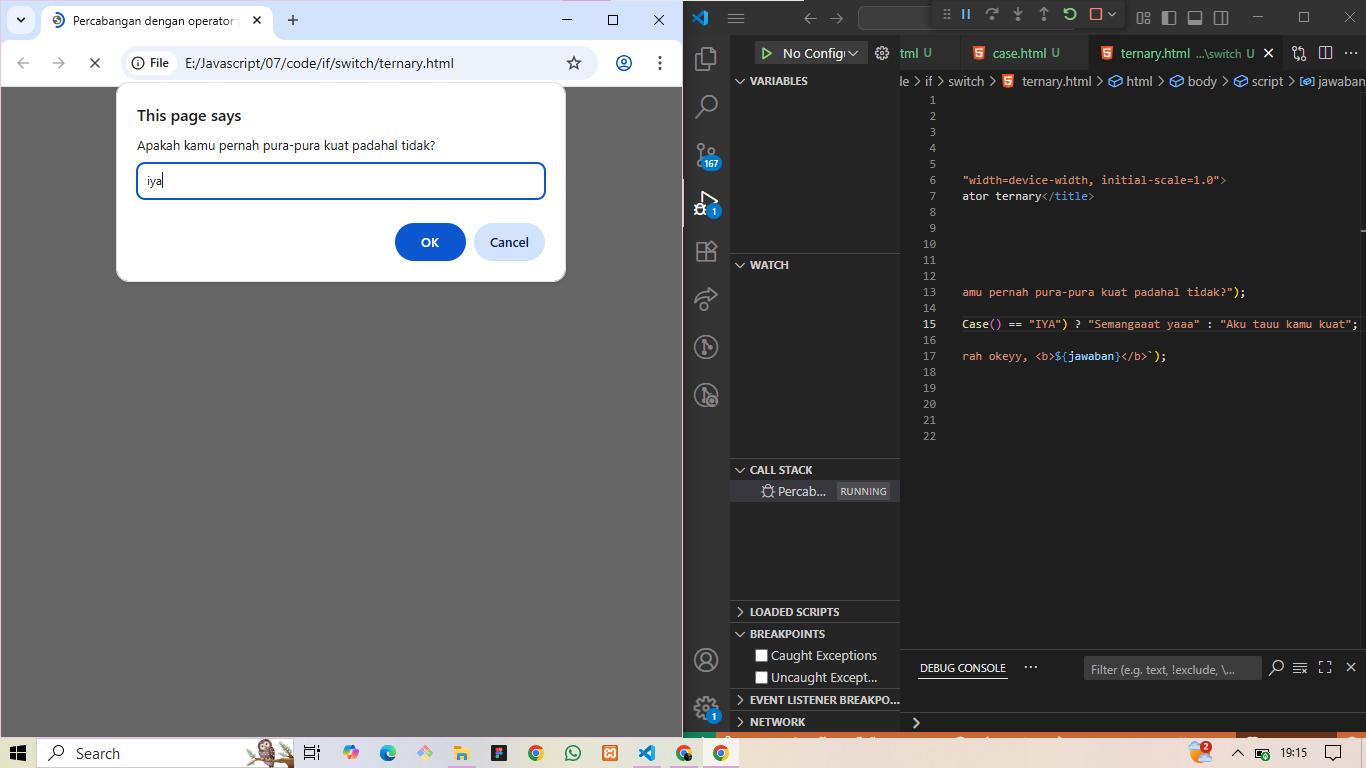 Percabangan dengan operator t
File
E:/Javascript/07/code/if/switch/ternary.html
This page says
Apakah kamu pernah pura-pura kuat padahal tidak?
iya
OK
Cancel
No Config
tml U
case.html U
ternary.html ...\switch U
VARIABLES
de > if > switch > ternary.html > html > body > script > jawaban
167
1
WATCH
CALL STACK
Percab... RUNNING
LOADED SCRIPTS
BREAKPOINTS
Caught Exceptions
Uncaught Except...
EVENT LISTENER BREAKPO...
NETWORK
1
1
2
3
4
5
6 "width=device-width, initial-scale=1.0">
7 ator ternary</title>
8
9
10
11
12
13 amu pernah pura-pura kuat padahal tidak?");
14
15 Case() == "IYA") ? "Semangaaat yaaa" : "Aku tauu kamu kuat";
16
17 rah okeyy, <b>${jawaban}</b>`);
18
19
20
21
22
DEBUG CONSOLE
Filter (e.g. text, !exclude, \...
Search
2
19:15